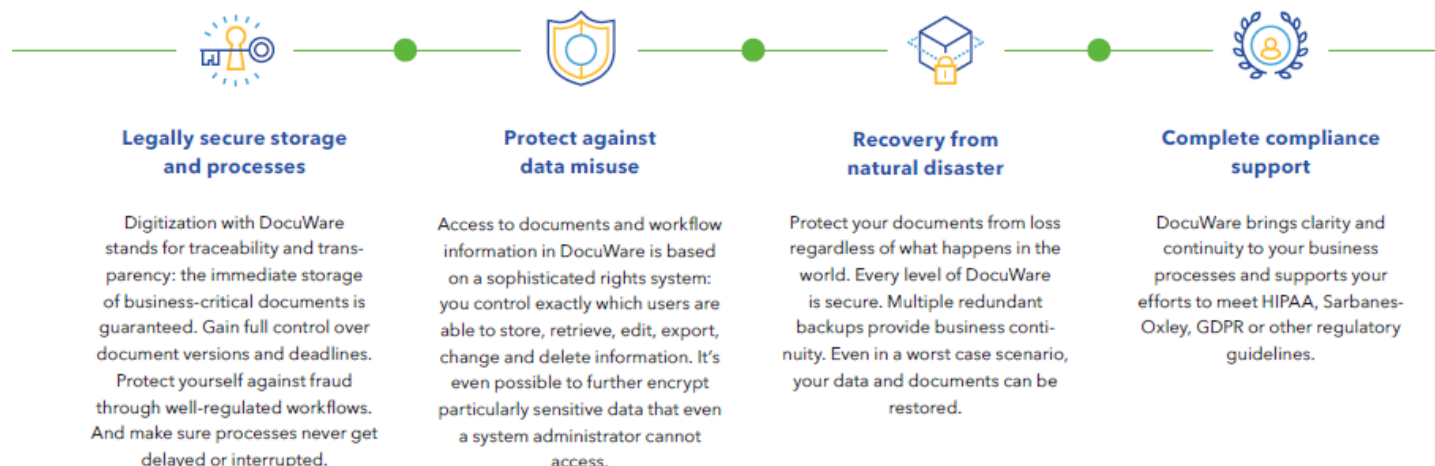 Legally secure storage
and processes
Digitization with DocuWare
stands for traceability and trans-
parency: the immediate storage
of business-critical documents is
guaranteed. Gain full control over
document versions and deadlines.
Protect yourself against fraud
through well-regulated workflows.
And make sure processes never get
delayed or interrupted.
Protect against
data misuse
Access to documents and workflow
information in DocuWare is based
on a sophisticated rights system:
you control exactly which users are
able to store, retrieve, edit, export,
change and delete information. It's
even possible to further encrypt
particularly sensitive data that even
a system administrator cannot
access.
Recovery from
natural disaster
Protect your documents from loss
regardless of what happens in the
world. Every level of DocuWare
is secure. Multiple redundant
backups provide business conti-
nuity. Even in a worst case scenario,
your data and documents can be
restored.
Complete compliance
support
DocuWare brings clarity and
continuity to your business
processes and supports your
efforts to meet HIPAA, Sarbanes-
Oxley, GDPR or other regulatory
guidelines.